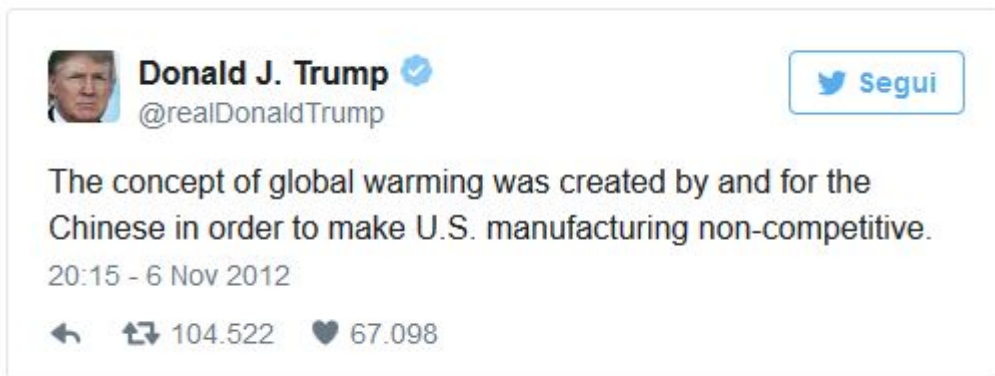 Donald J. Trump
@realDonaldTrump
Segui
The concept of global warming was created by and for the
Chinese in order to make U.S. manufacturing non-competitive.
20:15 - 6 Nov 2012
104.522 67.098